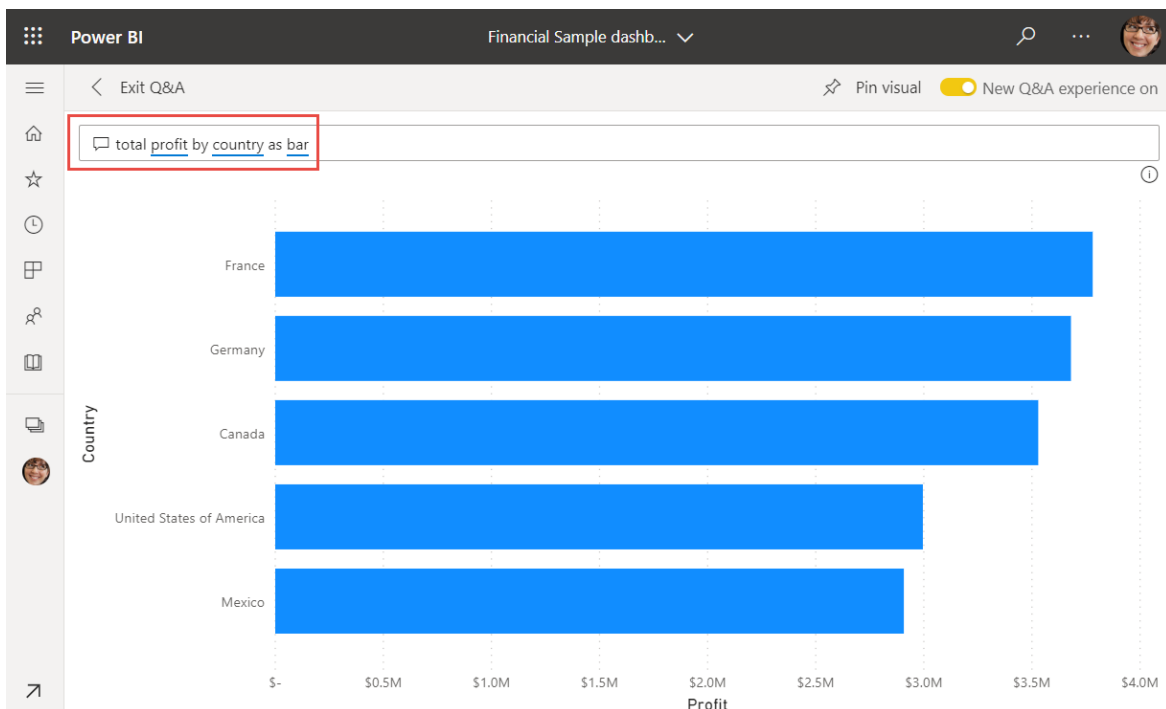 Power BI
Financial Sample dashb...
Exit Q&A
Pin visual
New Q&A experience on
total profit by country as bar
Country
France
Germany
Canada
United States of America
Mexico
$- $0.5M $1.0M $1.5M $2.0M $2.5M $3.0M $3.5M $4.0M
Profit